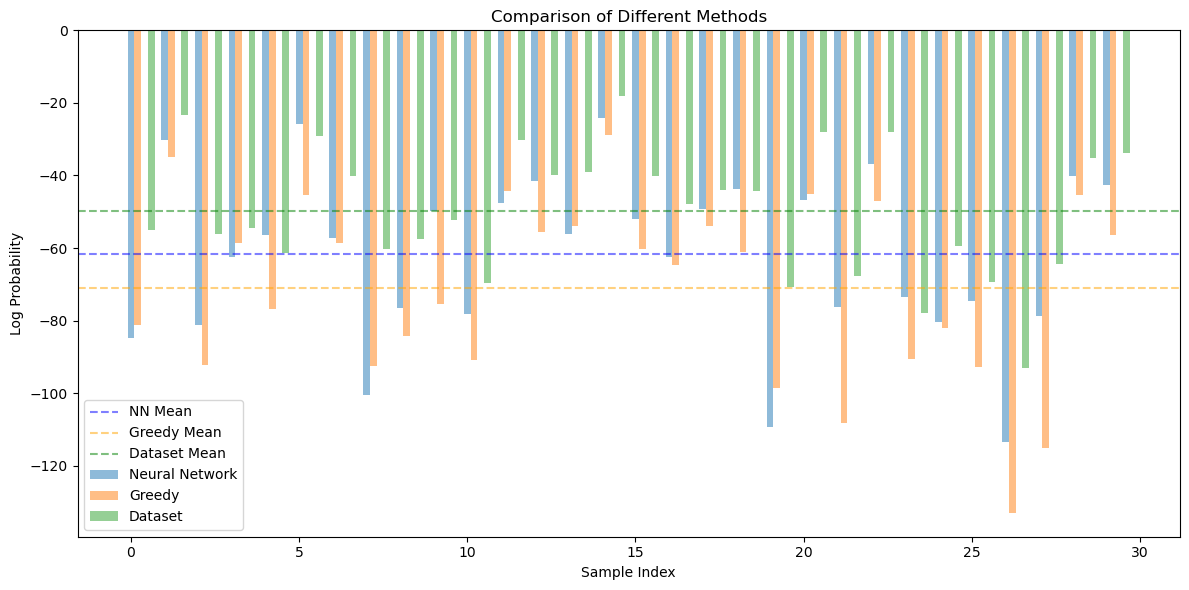 Comparison of Different Methods
Log Probability
0
−20
−40
−60
−80
−100
−120
NN Mean
Greedy Mean
Dataset Mean
Neural Network
Greedy
Dataset
0 5 10 15 20 25 30
Sample Index